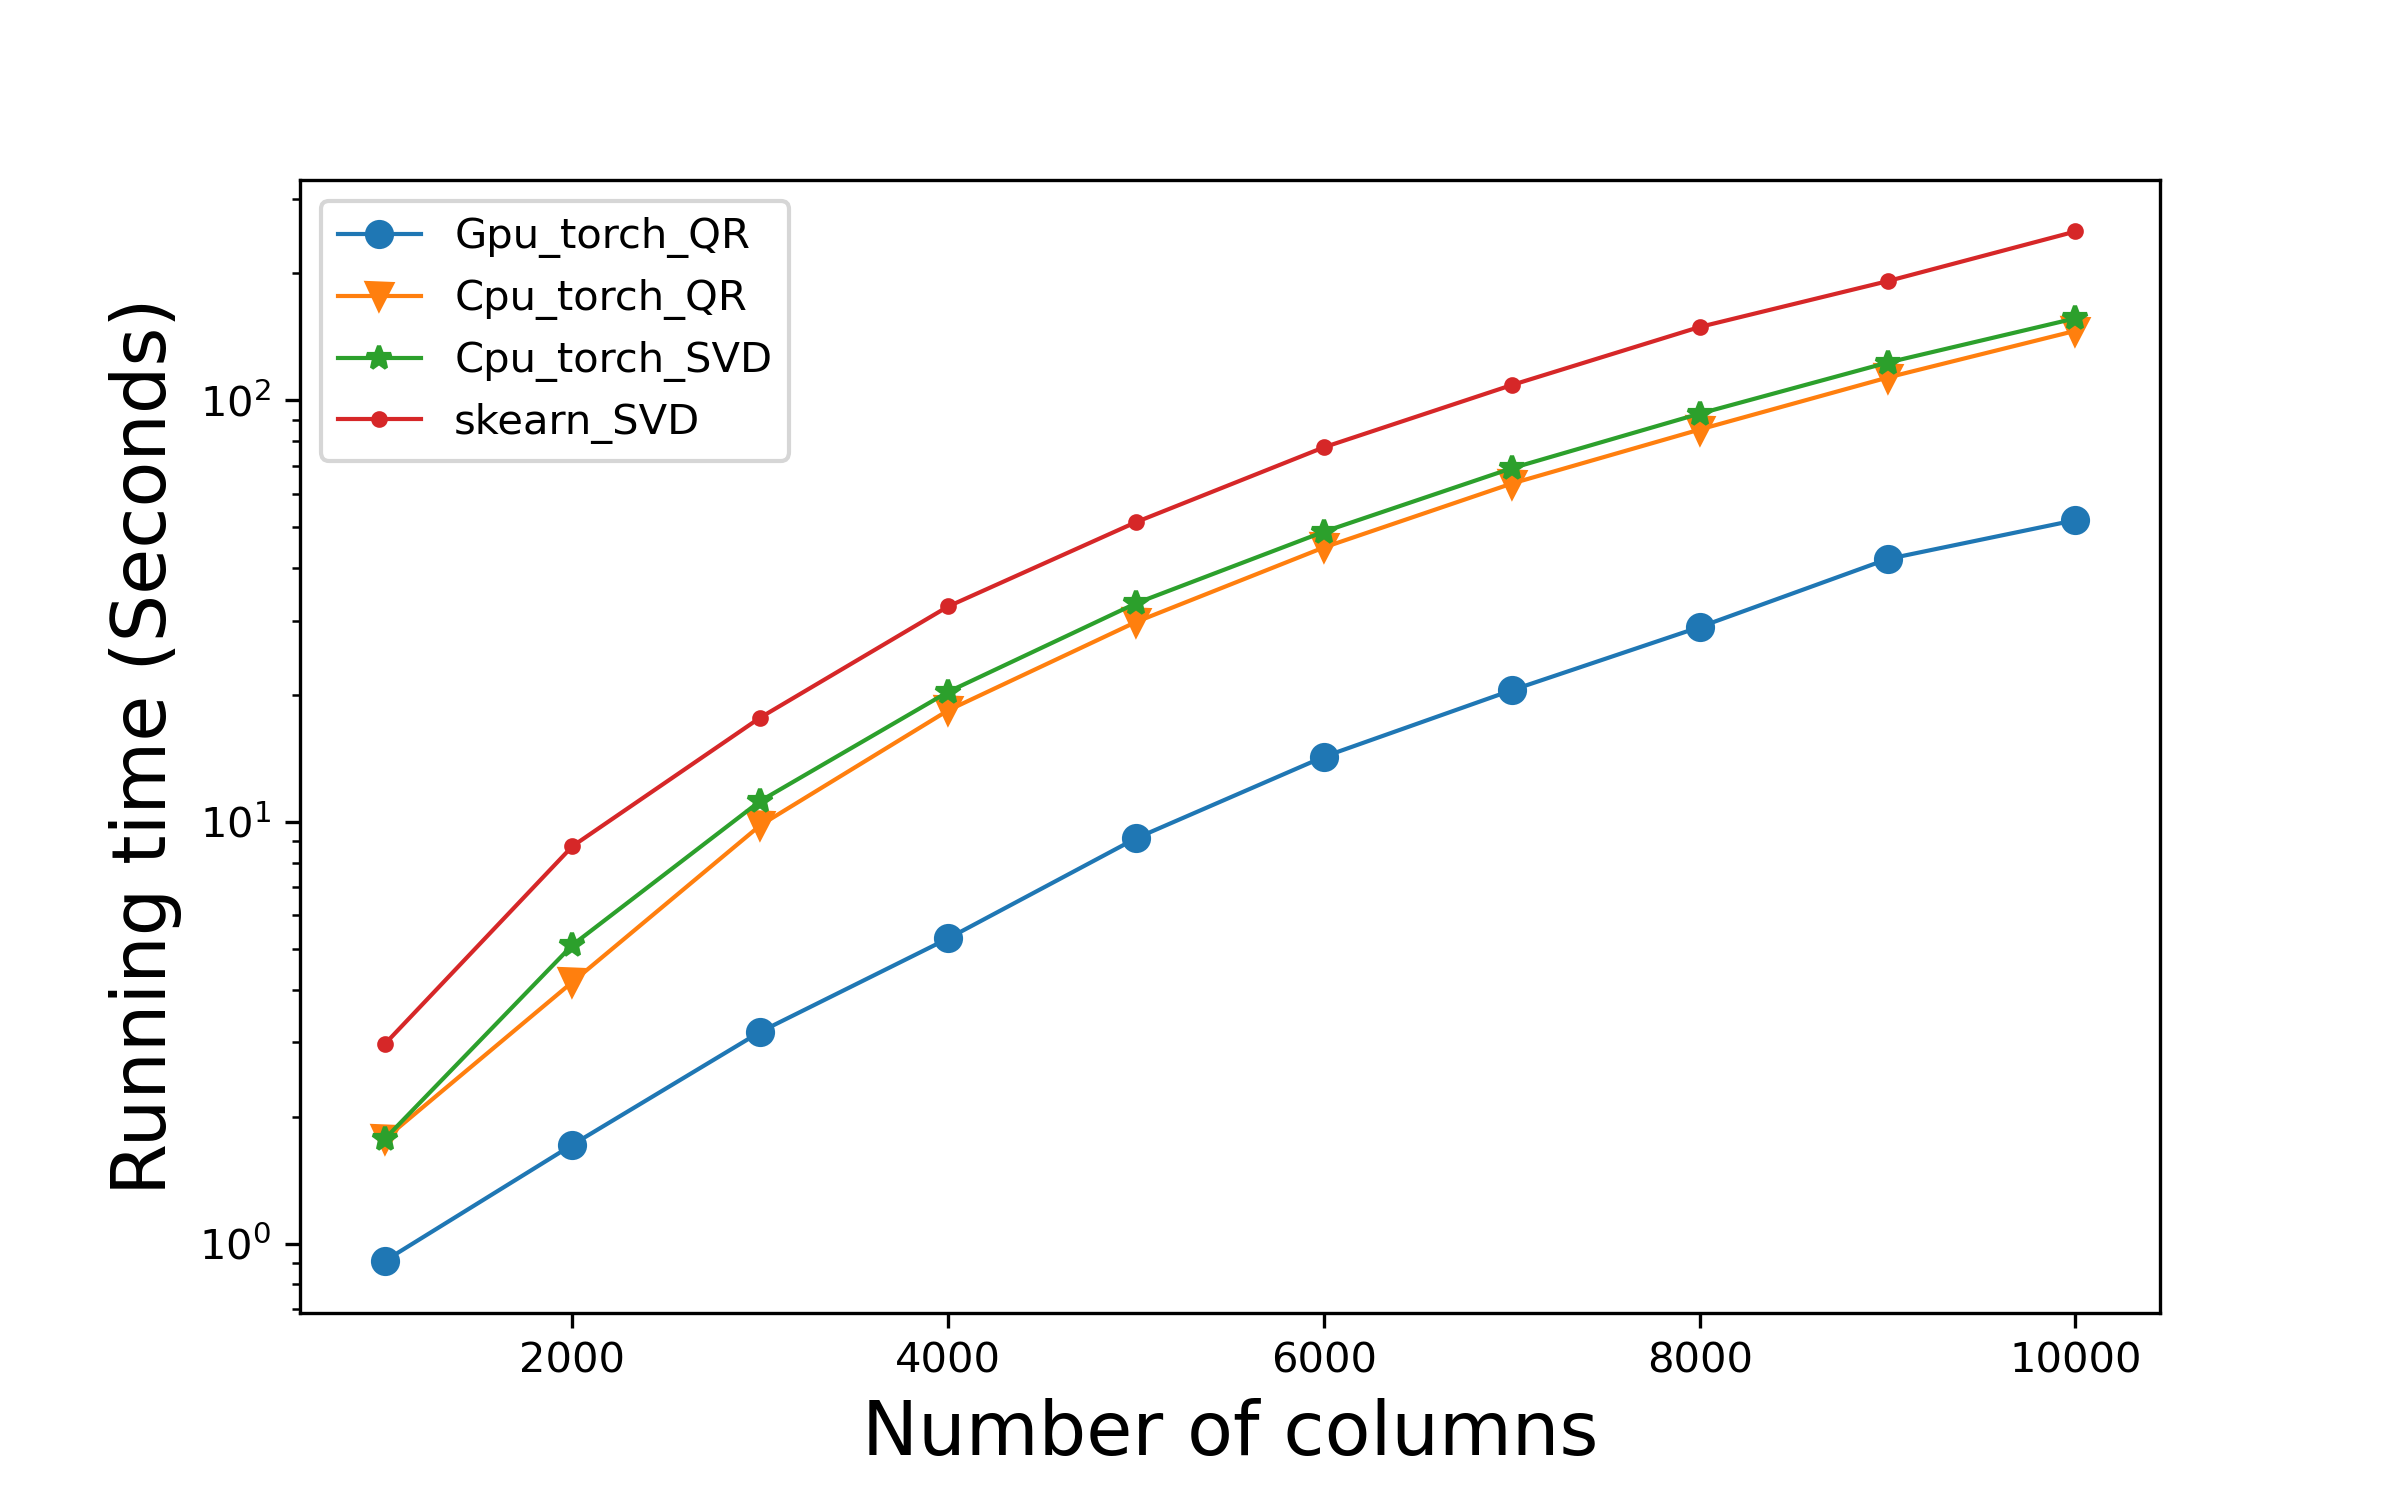 Gpu_torch_QR
Cpu_torch_QR
Cpu_torch_SVD
skearn_SVD
Running time (Seconds)
10²
10¹
10⁰
2000 4000 6000 8000 10000
Number of columns